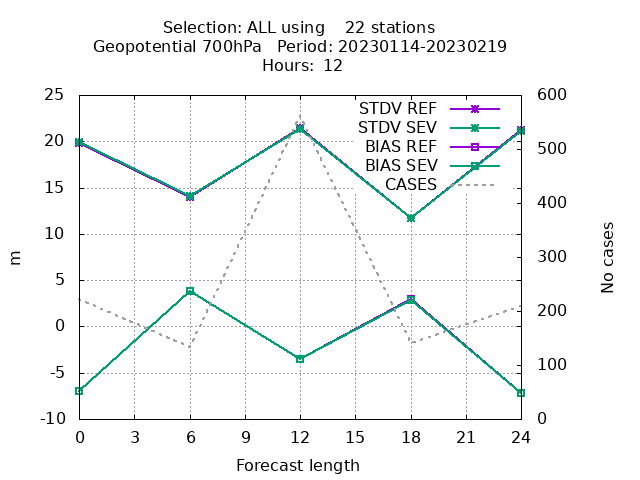 Selection: ALL using    22 stations
Geopotential 700hPa   Period: 20230114-20230219
Hours:  12
STDV REF
STDV SEV
BIAS REF
BIAS SEV
CASES
25
20
15
10
5
0
-5
-10
m
600
500
400
300
200
100
0
No cases
0 3 6 9 12 15 18 21 24
Forecast length